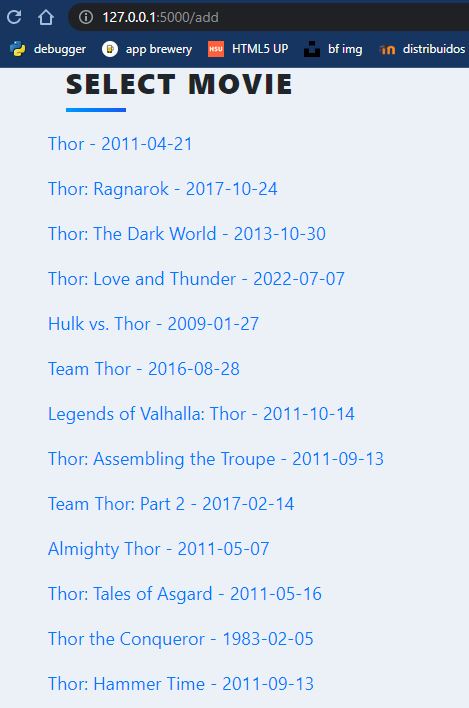 127.0.0.1:5000/add
debugger app brewery HSU HTML5 UP bf img distribuidos
SELECT MOVIE
Thor - 2011-04-21
Thor: Ragnarok - 2017-10-24
Thor: The Dark World - 2013-10-30
Thor: Love and Thunder - 2022-07-07
Hulk vs. Thor - 2009-01-27
Team Thor - 2016-08-28
Legends of Valhalla: Thor - 2011-10-14
Thor: Assembling the Troupe - 2011-09-13
Team Thor: Part 2 - 2017-02-14
Almighty Thor - 2011-05-07
Thor: Tales of Asgard - 2011-05-16
Thor the Conqueror - 1983-02-05
Thor: Hammer Time - 2011-09-13